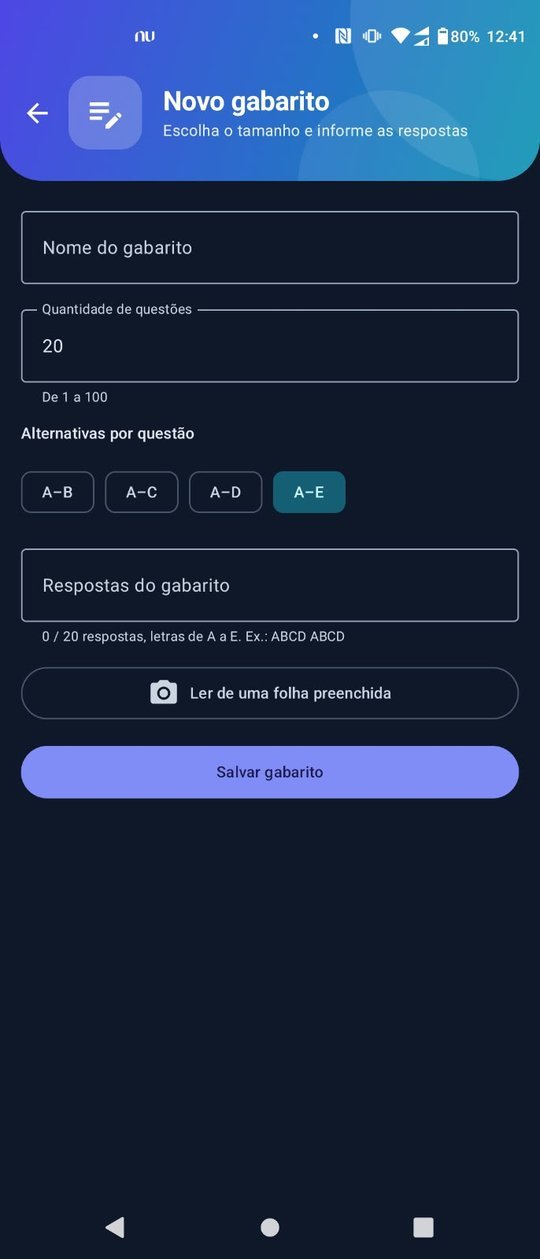 nu
80% 12:41
Novo gabarito
Escolha o tamanho e informe as respostas
Nome do gabarito
Quantidade de questões
20
De 1 a 100
Alternativas por questão
A–B A–C A–D A–E
Respostas do gabarito
0 / 20 respostas, letras de A a E. Ex.: ABCD ABCD
Ler de uma folha preenchida
Salvar gabarito